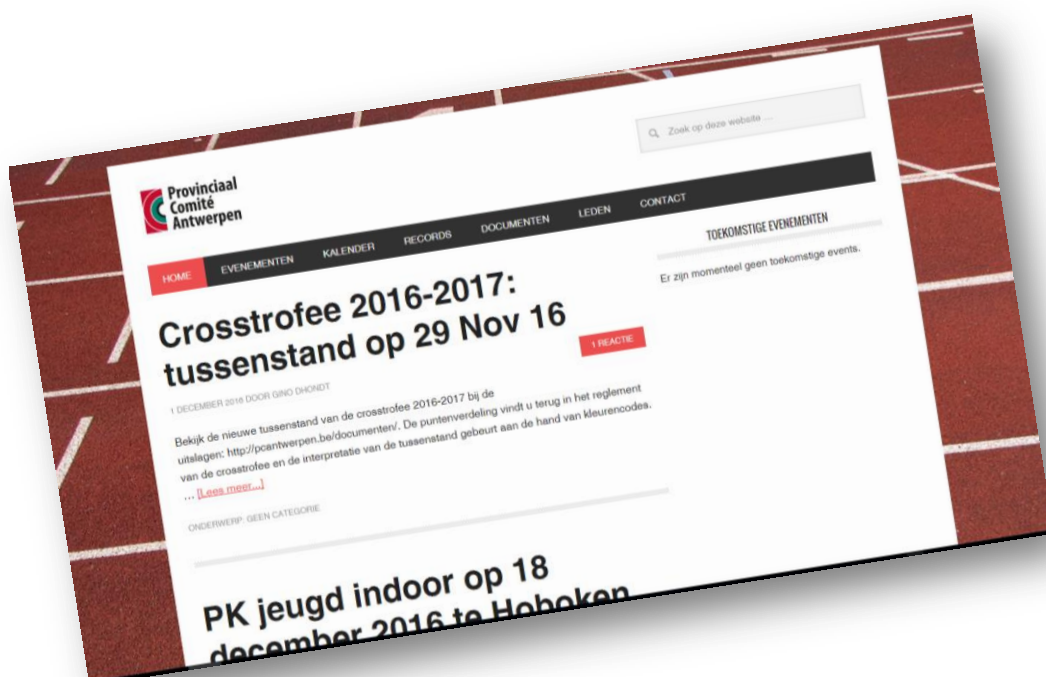 Zoek op deze website ...
Provinciaal
Comité
Antwerpen
HOME EVENEMENTEN KALENDER RECORDS DOCUMENTEN LEDEN CONTACT
Crosstrofee 2016-2017:
tussenstand op 29 Nov 16
1 REACTIE
1 DECEMBER 2016 DOOR GINO DHONDT
Bekijk de nieuwe tussenstand van de crosstrofee 2016-2017 bij de
uitslagen: http://pcantwerpen.be/documenten/. De puntenverdeling vindt u terug in het reglement
van de crosstrofee en de interpretatie van de tussenstand gebeurt aan de hand van kleurencodes.
... [Lees meer...]
ONDERWERP: GEEN CATEGORIE
PK jeugd indoor op 18
december 2016 te Hoboken
TOEKOMSTIGE EVENEMENTEN
Er zijn momenteel geen toekomstige events.